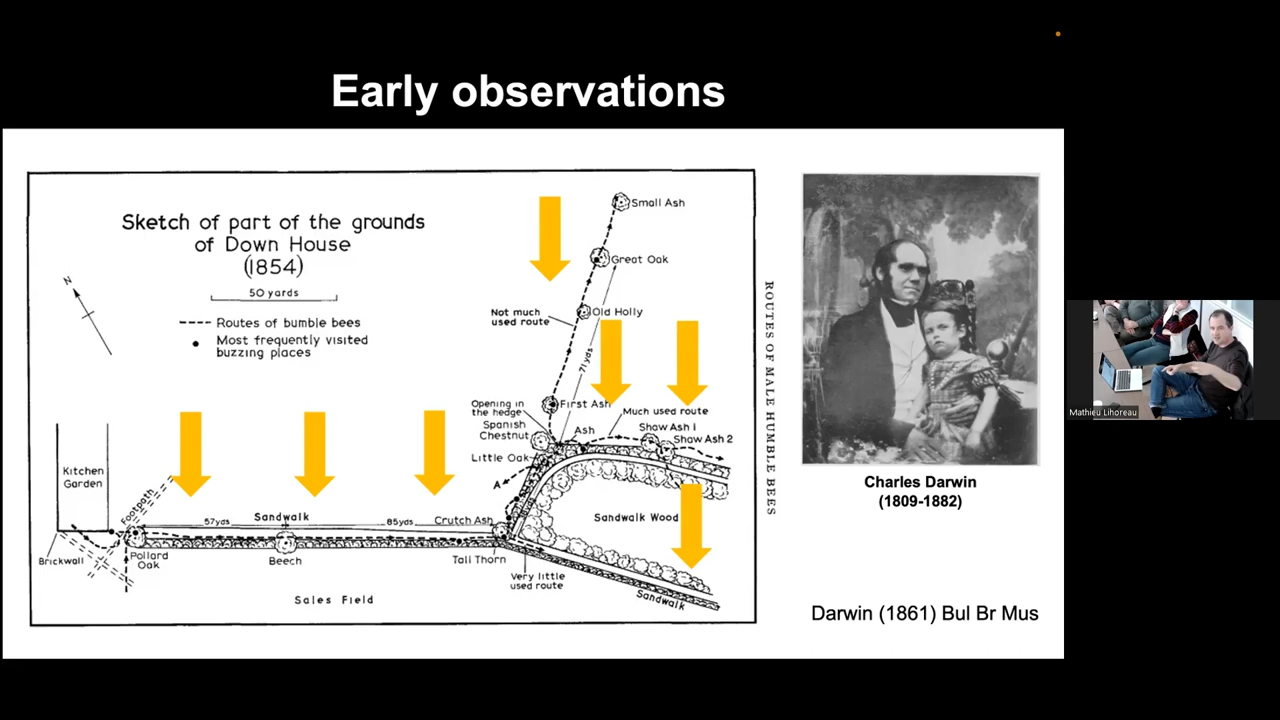 Early observations
Sketch of part of the grounds
of Down House
(1854)
50 yards
N
Routes of bumble bees
Most frequently visited
buzzing places
Small Ash
Great Oak
Not much
used route
Old Holly
71yds
Opening in
the hedge
First Ash
Much used route
Spanish
Chestnut
Ash
Shaw Ash 1
Shaw Ash 2
Little Oak
A
Kitchen
Garden
Footpath
57yds
Sandwalk
85yds
Crutch Ash
Sandwalk Wood
Brickwall
Pollard
Oak
Beech
Tall Thorn
Very little
used route
Sandwalk
Sales Field
ROUTES OF MALE HUMBLE BEES
Charles Darwin
(1809-1882)
Darwin (1861) Bul Br Mus
Mathieu Lihoreau